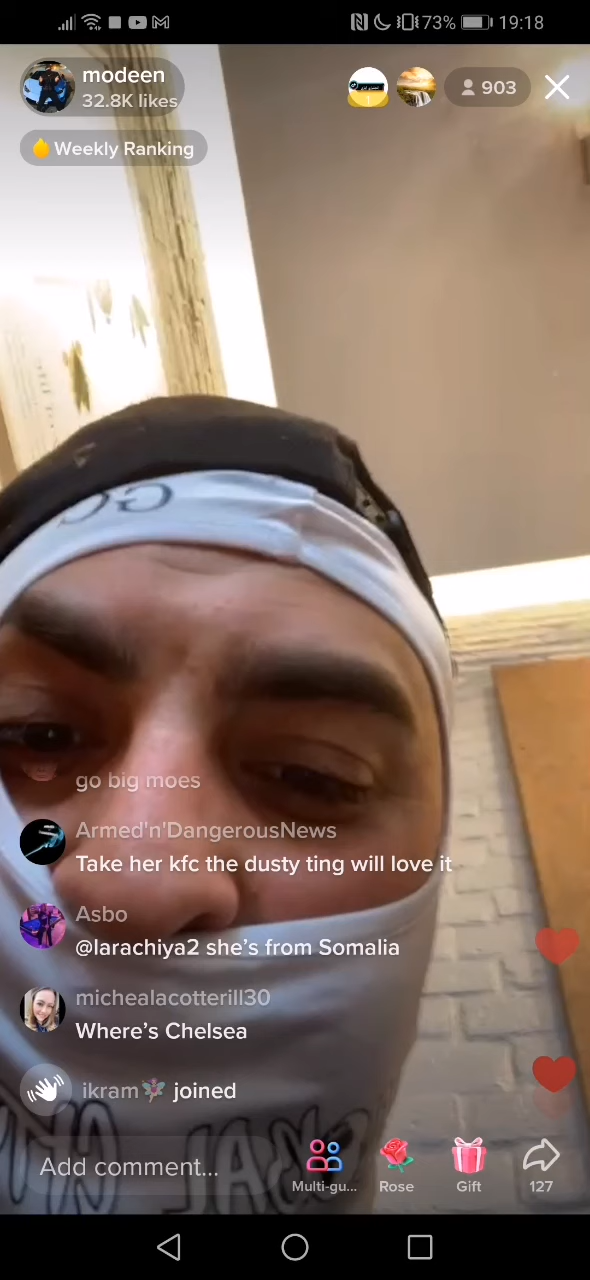 73% 19:18
modeen
32.8K likes
903
Weekly Ranking
go big moes
Armed'n'DangerousNews
Take her kfc the dusty ting will love it
Asbo
@larachiya2 she's from Somalia
michealacotterill30
Where's Chelsea
ikram🧚 joined
Add comment...
Multi-gu...
Rose
Gift
127